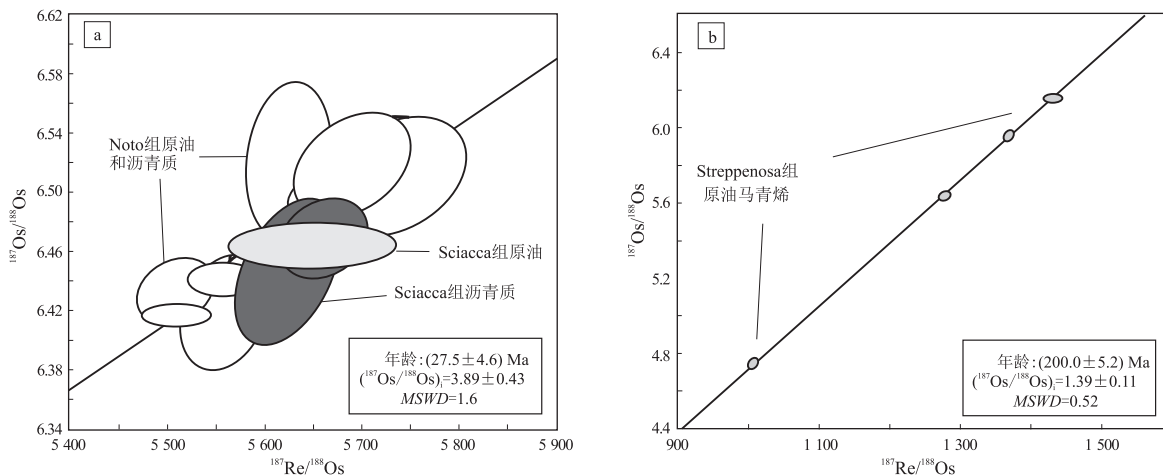 a
6.62
6.58
6.54
6.50
6.46
6.42
6.38
6.34
¹⁸⁷Os/¹⁸⁸Os
Noto组原油
和沥青质
Sciacca组原油
Sciacca组沥青质
年龄:(27.5±4.6) Ma
(¹⁸⁷Os/¹⁸⁸Os)ᵢ=3.89±0.43
MSWD=1.6
5 400 5 500 5 600 5 700 5 800 5 900
¹⁸⁷Re/¹⁸⁸Os
b
6.4
6.0
5.6
5.2
4.8
4.4
¹⁸⁷Os/¹⁸⁸Os
Streppenosa组
原油马青烯
年龄:(200.0±5.2) Ma
(¹⁸⁷Os/¹⁸⁸Os)ᵢ=1.39±0.11
MSWD=0.52
900 1 100 1 300 1 500
¹⁸⁷Re/¹⁸⁸Os